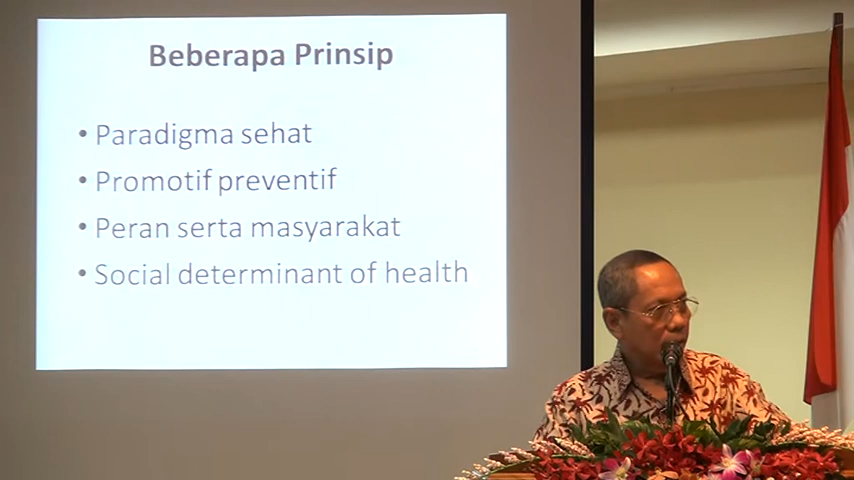 Beberapa Prinsip
• Paradigma sehat
• Promotif preventif
• Peran serta masyarakat
• Social determinant of health